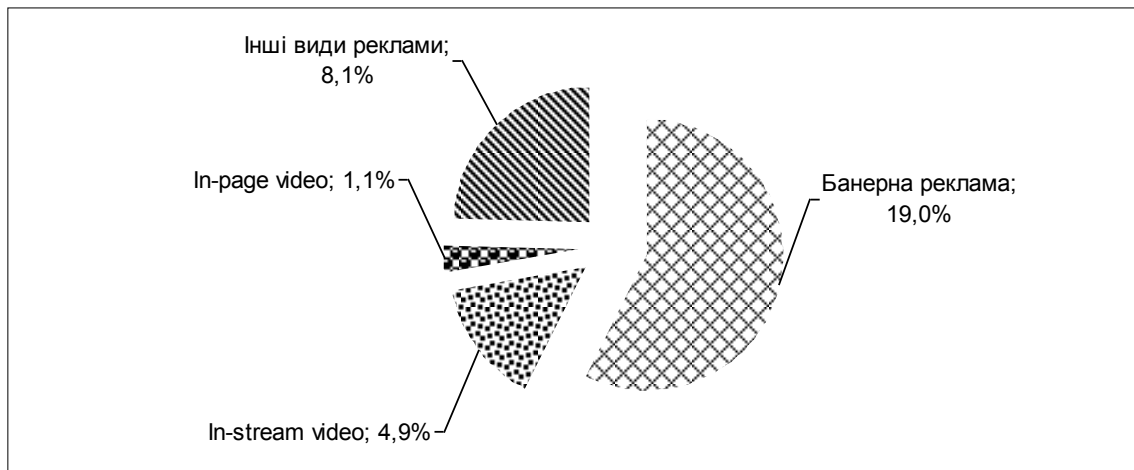 Інші види реклами;
8,1%
In-page video; 1,1%
Банерна реклама;
19,0%
In-stream video; 4,9%